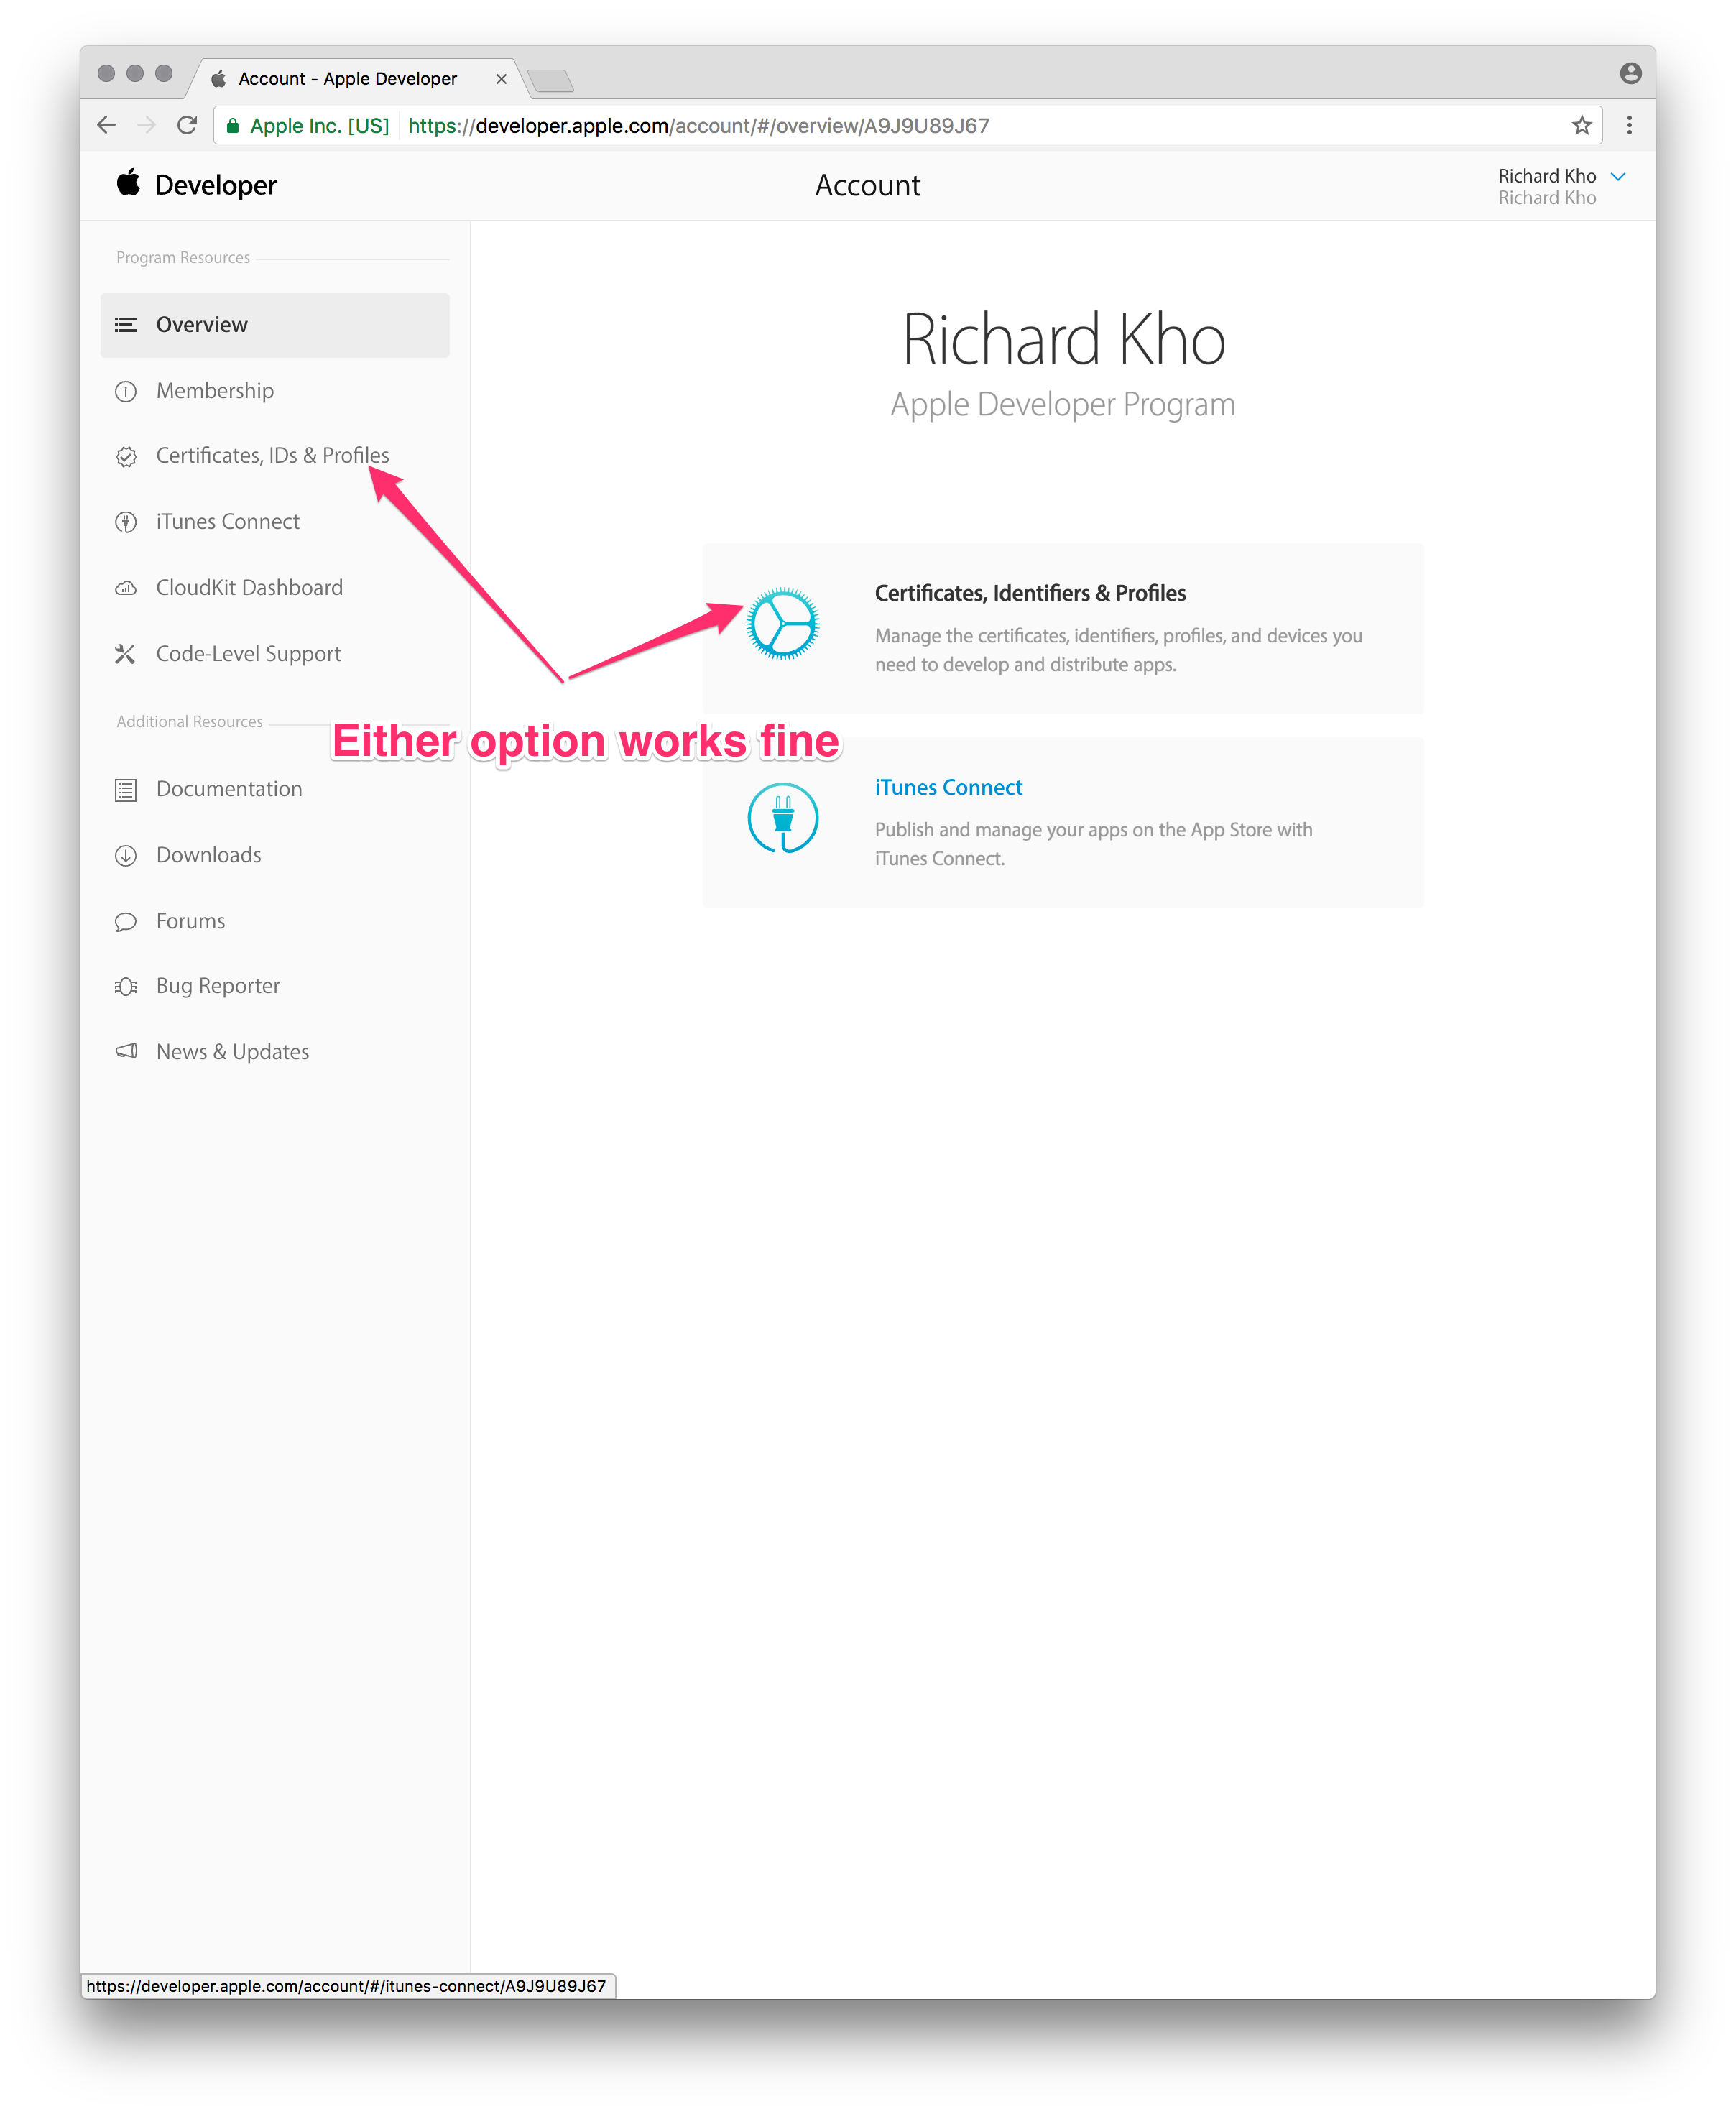 Account - Apple Developer
Apple Inc. [US] https://developer.apple.com/account/#/overview/A9J9U89J67
Developer
Account
Richard Kho
Richard Kho
Program Resources
Overview
Membership
Certificates, IDs & Profiles
iTunes Connect
CloudKit Dashboard
Code-Level Support
Additional Resources
Documentation
Downloads
Forums
Bug Reporter
News & Updates
Richard Kho
Apple Developer Program
Certificates, Identifiers & Profiles
Manage the certificates, identifiers, profiles, and devices you
need to develop and distribute apps.
Either option works fine
iTunes Connect
Publish and manage your apps on the App Store with
iTunes Connect.
https://developer.apple.com/account/#/itunes-connect/A9J9U89J67